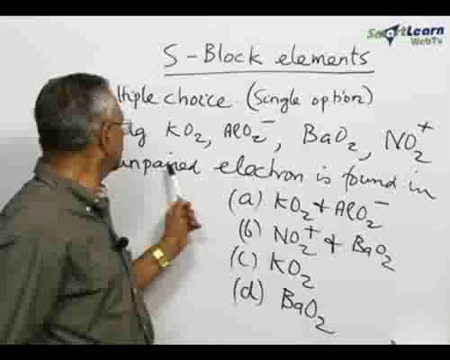 SmartLearn
WebTv
S-Block elements
ltiple choice (Single option)
g KO₂, AlO₂⁻, BaO₂, NO₂⁺
unpaired electron is found in
(a) KO₂ + AlO₂⁻
(b) NO₂⁺ & BaO₂
(c) KO₂
(d) BaO₂